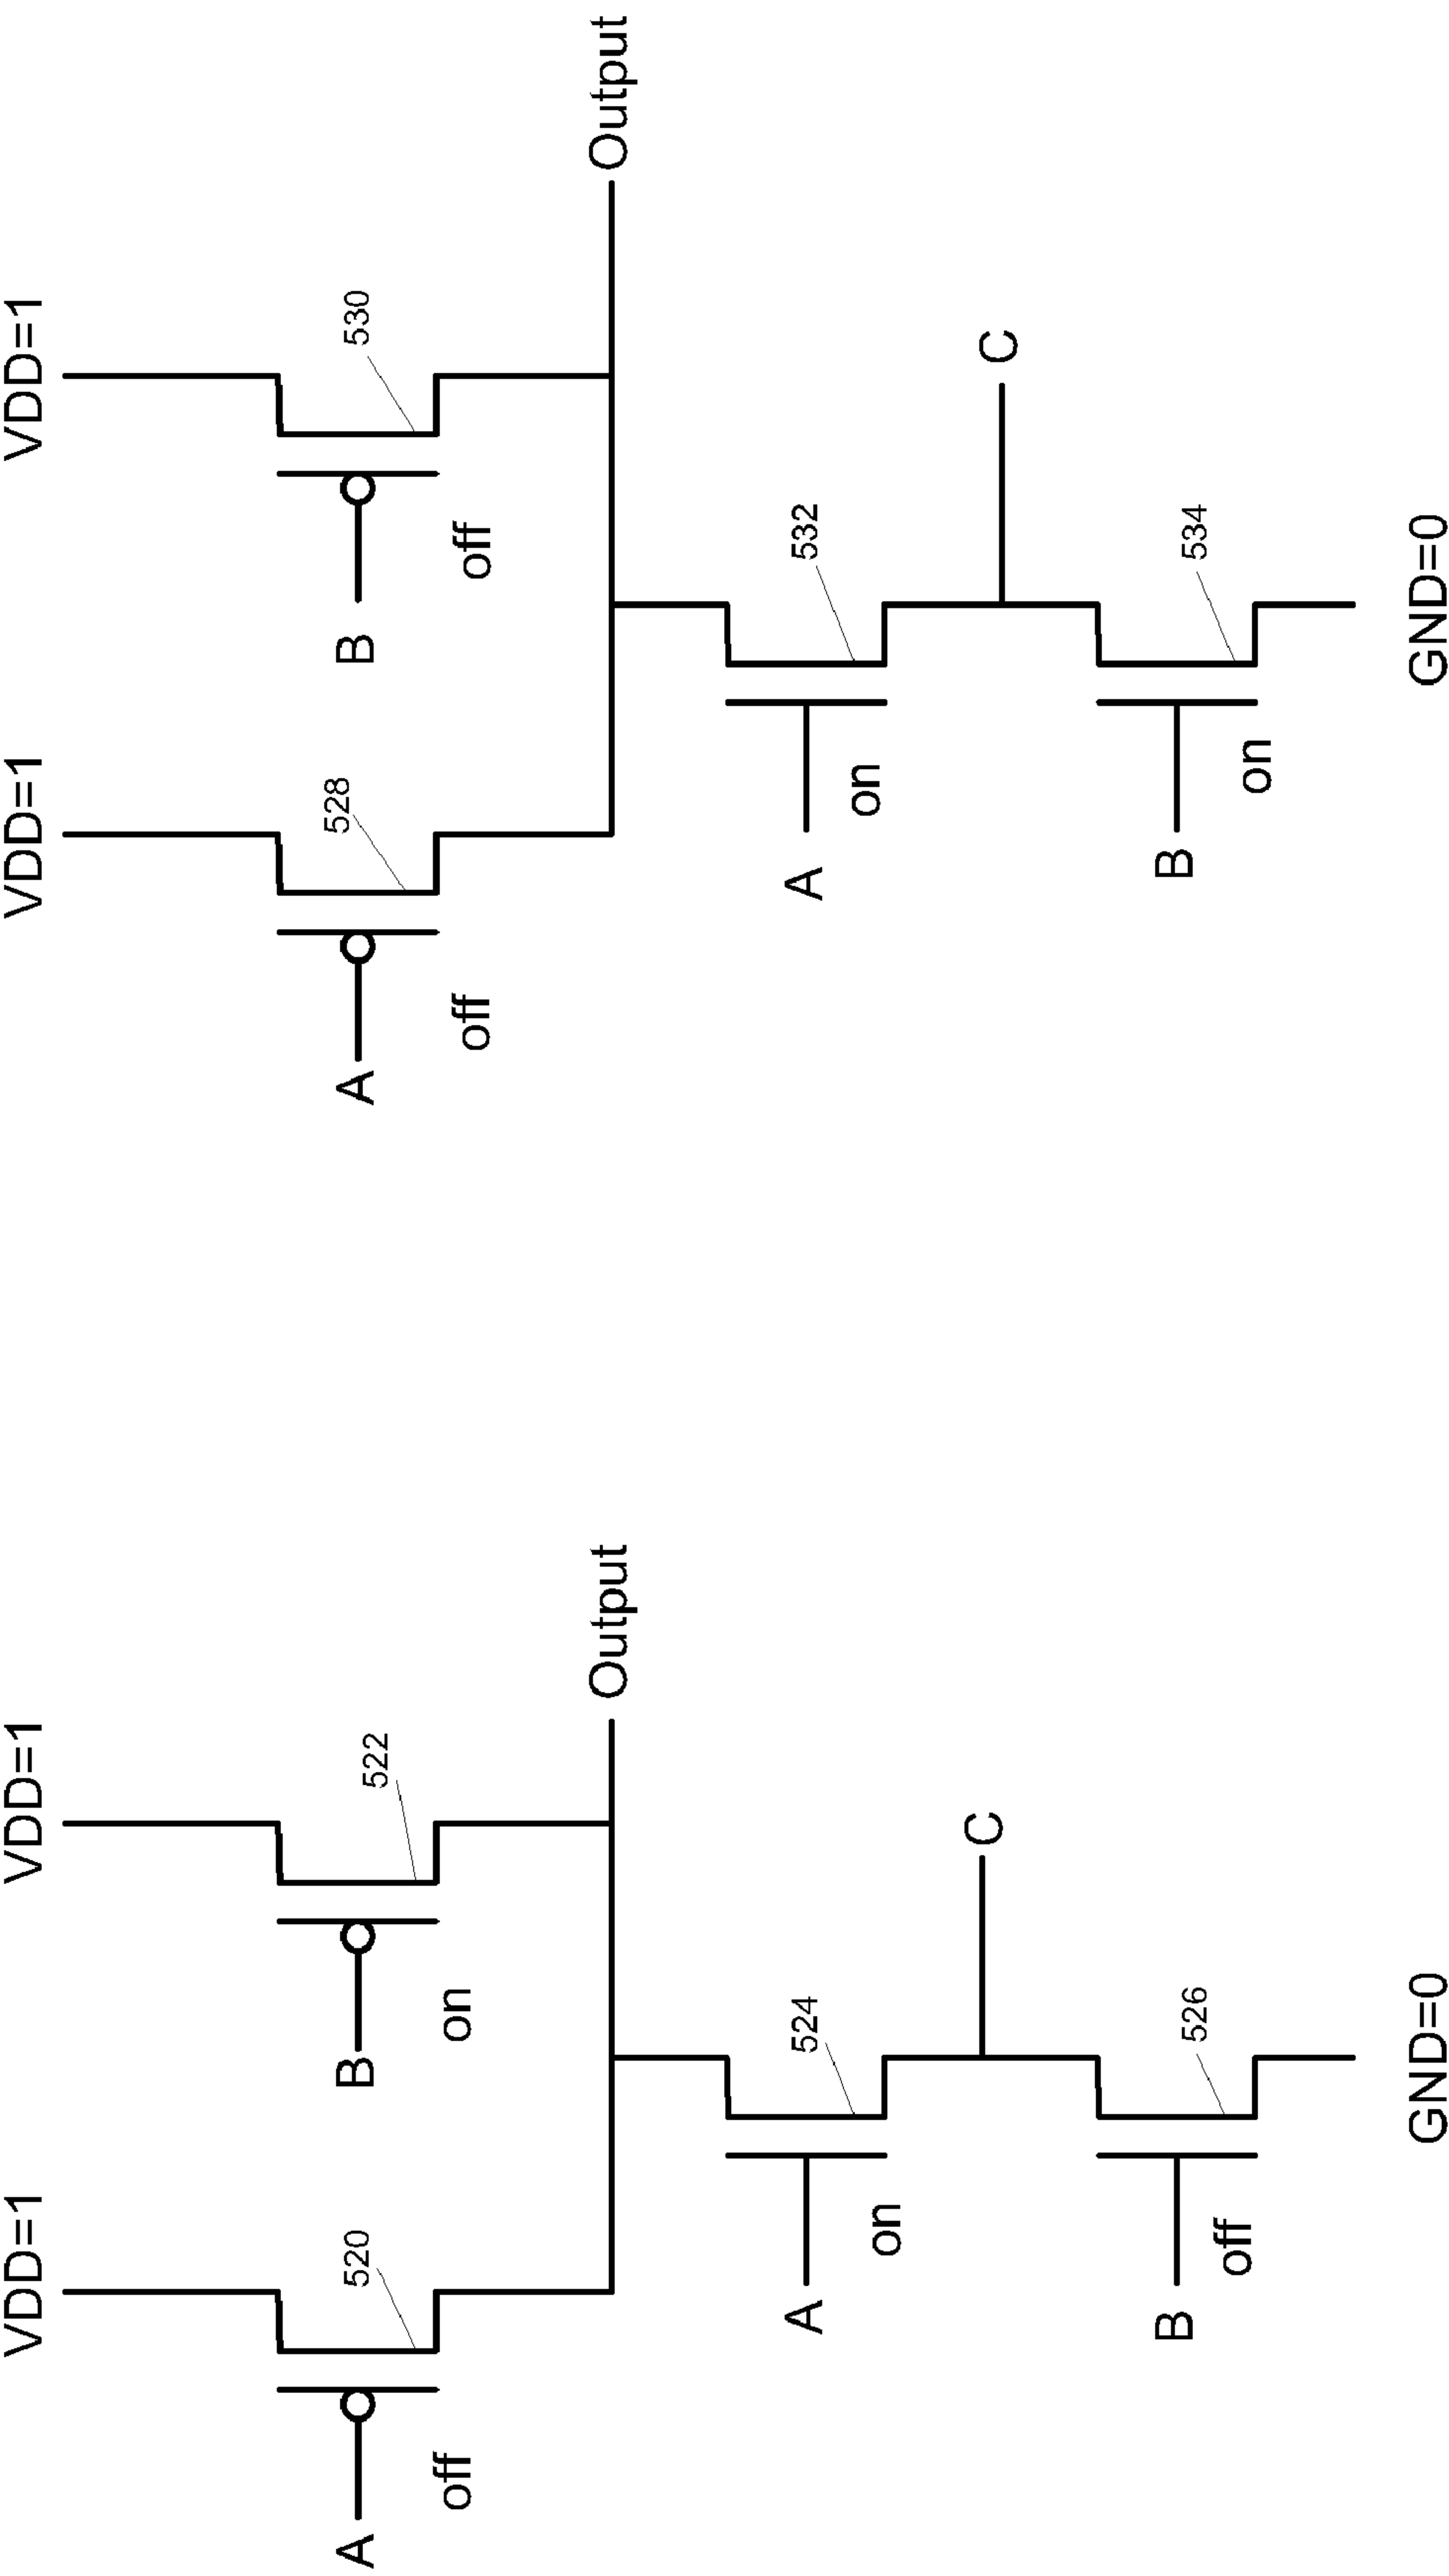 VDD=1
VDD=1
520
522
A
B
off
on
Output
A
524
on
C
B
526
off
GND=0
VDD=1
VDD=1
528
530
A
B
off
off
Output
A
532
on
C
B
534
on
GND=0